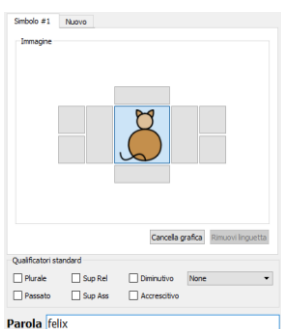 Simbolo #1 Nuovo
Immagine
Cancella grafica Rimuovi linguetta
Qualificatori standard
Plurale Sup Rel Diminutivo None
Passato Sup Ass Accrescitivo
Parola felix